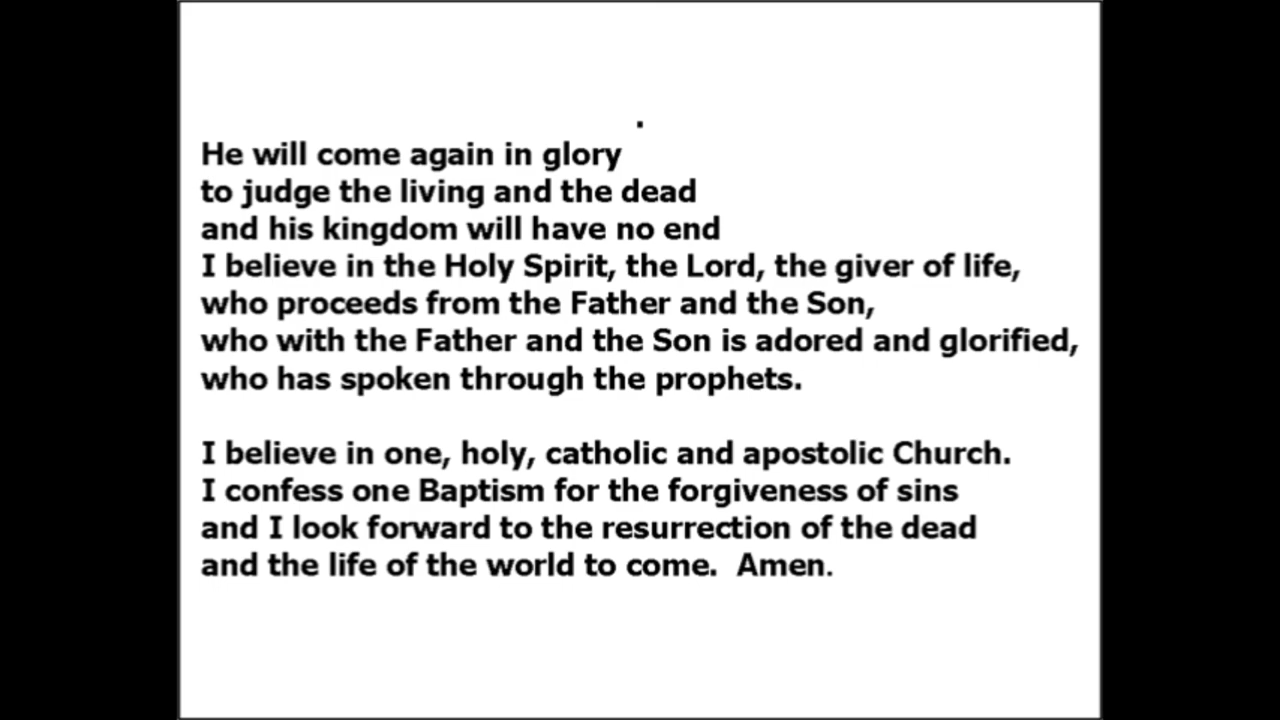 .
He will come again in glory
to judge the living and the dead
and his kingdom will have no end
I believe in the Holy Spirit, the Lord, the giver of life,
who proceeds from the Father and the Son,
who with the Father and the Son is adored and glorified,
who has spoken through the prophets.
I believe in one, holy, catholic and apostolic Church.
I confess one Baptism for the forgiveness of sins
and I look forward to the resurrection of the dead
and the life of the world to come.  Amen.